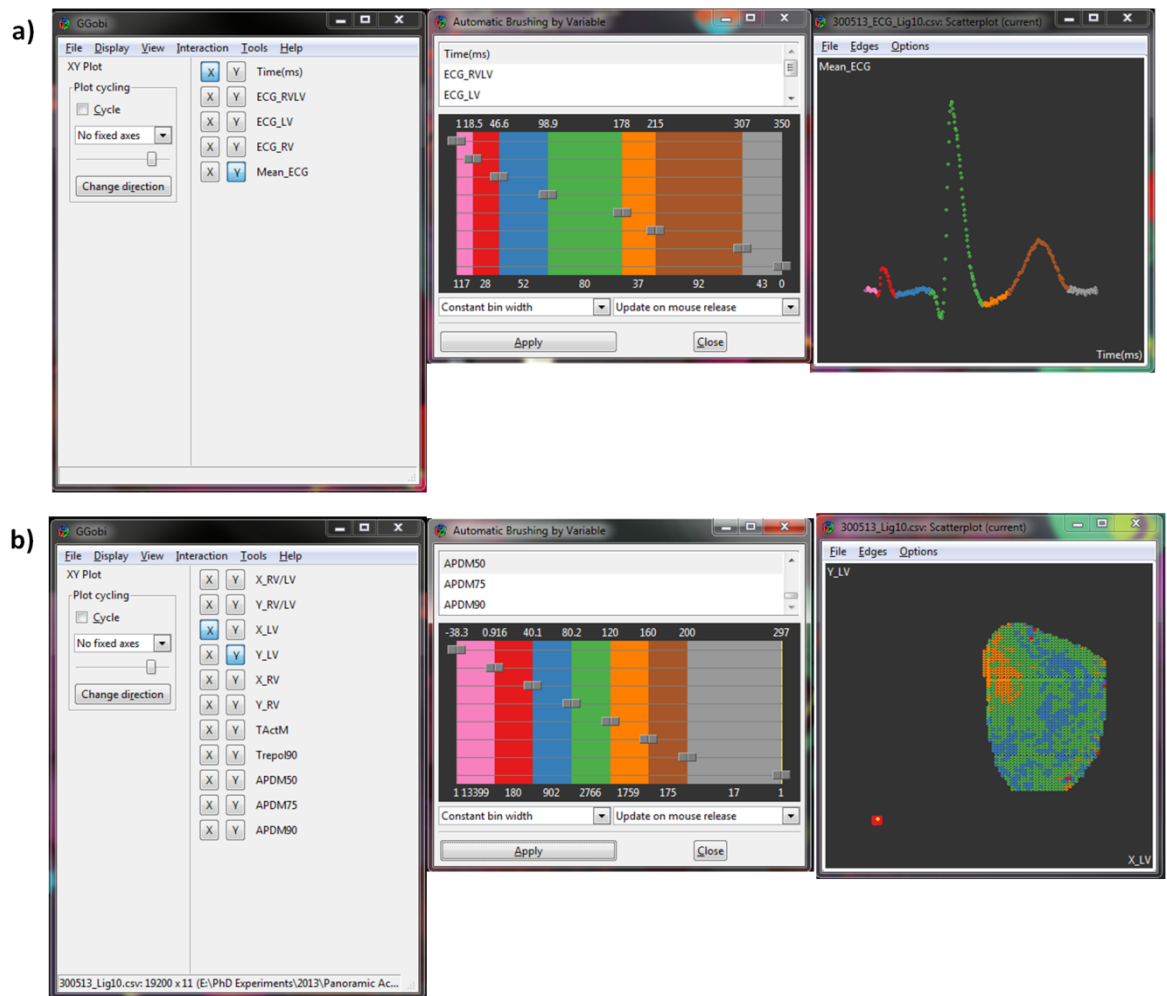 a)
GGobi
File Display View Interaction Tools Help
XY Plot
Plot cycling
Cycle
No fixed axes
Change direction
X Y Time(ms)
X Y ECG_RVLV
X Y ECG_LV
X Y ECG_RV
X Y Mean_ECG
Automatic Brushing by Variable
Time(ms)
ECG_RVLV
ECG_LV
1 18.5 46.6 98.9 178 215 307 350
117 28 52 80 37 92 43 0
Constant bin width
Update on mouse release
Apply
Close
300513_ECG_Lig10.csv: Scatterplot (current)
File Edges Options
Mean_ECG
Time(ms)
b)
GGobi
File Display View Interaction Tools Help
XY Plot
Plot cycling
Cycle
No fixed axes
Change direction
X Y X_RV/LV
X Y Y_RV/LV
X Y X_LV
X Y Y_LV
X Y X_RV
X Y Y_RV
X Y TActM
X Y Trepol90
X Y APDM50
X Y APDM75
X Y APDM90
300513_Lig10.csv: 19200 x 11 (E:\PhD Experiments\2013\Panoramic Ac...
Automatic Brushing by Variable
APDM50
APDM75
APDM90
-38.3 0.916 40.1 80.2 120 160 200 297
1 13399 180 902 2766 1759 175 17 1
Constant bin width
Update on mouse release
Apply
Close
300513_Lig10.csv: Scatterplot (current)
File Edges Options
Y_LV
X_LV